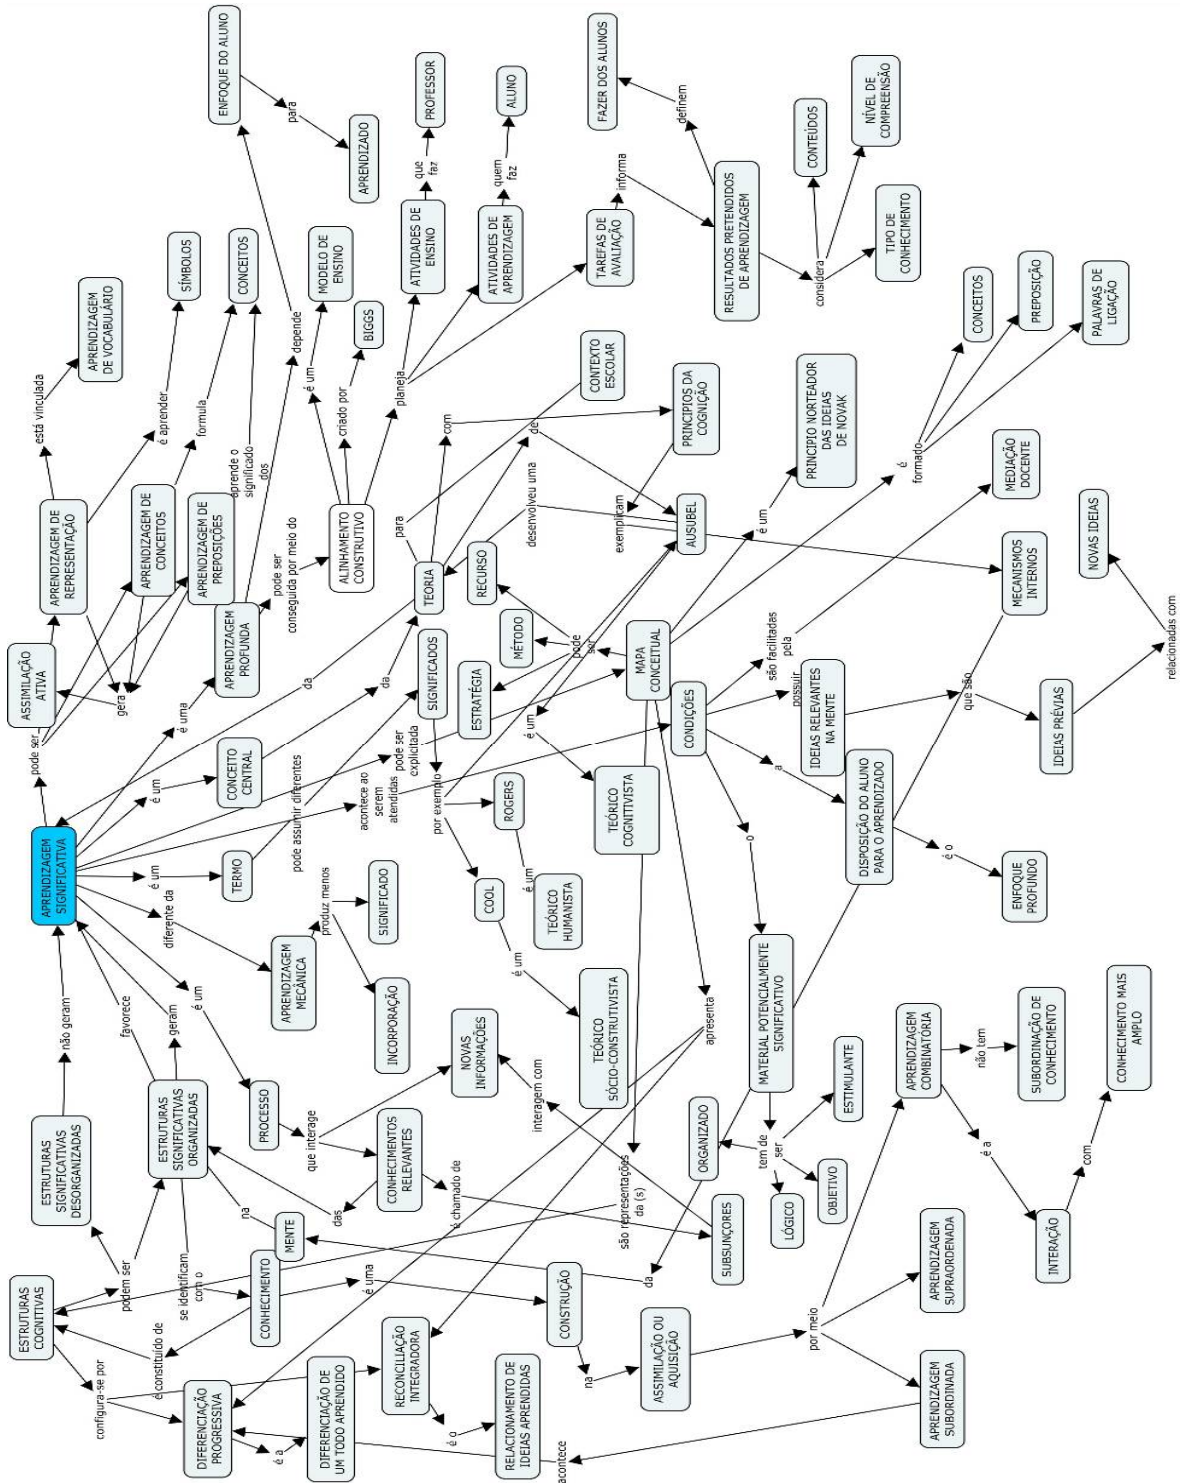 ESTRUTURAS
COGNITIVAS
configura-se por
DIFERENCIAÇÃO
PROGRESSIVA
é a
DIFERENCIAÇÃO DE
UM TODO APRENDIDO
RECONCILIAÇÃO
INTEGRADORA
é o
RELACIONAMENTO DE
IDEIAS APRENDIDAS
acontece
é constituído de
podem ser
ESTRUTURAS
SIGNIFICATIVAS
DESORGANIZADAS
não geram
ESTRUTURAS
SIGNIFICATIVAS
ORGANIZADAS
favorece
geram
se identificam
com o
na
CONHECIMENTO
MENTE
é uma
CONSTRUÇÃO
na
ASSIMILAÇÃO OU
AQUISIÇÃO
por meio
APRENDIZAGEM
SUBORDINADA
APRENDIZAGEM
SUPRAORDENADA
APRENDIZAGEM
COMBINATÓRIA
não tem
SUBORDINAÇÃO DE
CONHECIMENTO
é a
INTERAÇÃO
com
CONHECIMENTO MAIS
AMPLO
APRENDIZAGEM
SIGNIFICATIVA
é um
PROCESSO
que interage
NOVAS
INFORMAÇÕES
CONHECIMENTOS
RELEVANTES
das
é chamado de
SUBSUNÇORES
interagem com
são representações
da (s)
da
diferente da
APRENDIZAGEM
MECÂNICA
produz menos
INCORPORAÇÃO
SIGNIFICADO
é um
TERMO
pode assumir diferentes
SIGNIFICADOS
por exemplo
COOL
é um
TEÓRICO
SÓCIO-CONSTRUTIVISTA
ROGERS
é um
TEÓRICO
HUMANISTA
é um
TEÓRICO
COGNITIVISTA
é um
CONCEITO
CENTRAL
da
TEORIA
da
é uma
APRENDIZAGEM
PROFUNDA
pode ser
ASSIMILAÇÃO
ATIVA
gera
APRENDIZAGEM DE
REPRESENTAÇÃO
está vinculada
APRENDIZAGEM
DE VOCABULÁRIO
é aprender
SÍMBOLOS
APRENDIZAGEM DE
CONCEITOS
formula
CONCEITOS
APRENDIZAGEM DE
PREPOSIÇÕES
aprende o
significado
dos
depende
ENFOQUE DO ALUNO
para
APRENDIZADO
pode ser
conseguida por meio do
ALINHAMENTO
CONSTRUTIVO
é um
MODELO DE
ENSINO
criado por
BIGGS
planeja
ATIVIDADES DE
ENSINO
que
faz
PROFESSOR
ATIVIDADES DE
APRENDIZAGEM
quem
faz
ALUNO
TAREFAS DE
AVALIAÇÃO
informa
RESULTADOS PRETENDIDOS
DE APRENDIZAGEM
definem
FAZER DOS ALUNOS
considera
CONTEÚDOS
NÍVEL DE
COMPREENSÃO
TIPO DE
CONHECIMENTO
para
CONTEXTO
ESCOLAR
com
PRINCIPIOS DA
COGNIÇÃO
exemplicam
de
AUSUBEL
desenvolveu uma
pode ser
explicitada
MAPA
CONCEITUAL
pode
ser
ESTRATÉGIA
MÉTODO
RECURSO
é um
PRINCIPIO NORTEADOR
DAS IDEIAS
DE NOVAK
é
formado
CONCEITOS
PREPOSIÇÃO
PALAVRAS DE
LIGAÇÃO
apresenta
acontece ao
serem
atendidas
CONDIÇÕES
são facilitadas
pela
MEDIAÇÃO
DOCENTE
possuir
IDEIAS RELEVANTES
NA MENTE
que são
IDEIAS PRÉVIAS
relacionadas com
NOVAS IDEIAS
MECANISMOS
INTERNOS
a
DISPOSIÇÃO DO ALUNO
PARA O APRENDIZADO
é o
ENFOQUE
PROFUNDO
o
MATERIAL POTENCIALMENTE
SIGNIFICATIVO
tem de
ser
ORGANIZADO
LÓGICO
OBJETIVO
ESTIMULANTE